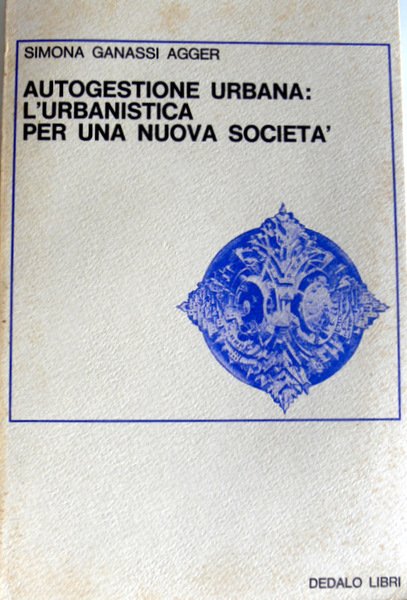 SIMONA GANASSI AGGER
AUTOGESTIONE URBANA:
L'URBANISTICA
PER UNA NUOVA SOCIETA'
DEDALO LIBRI